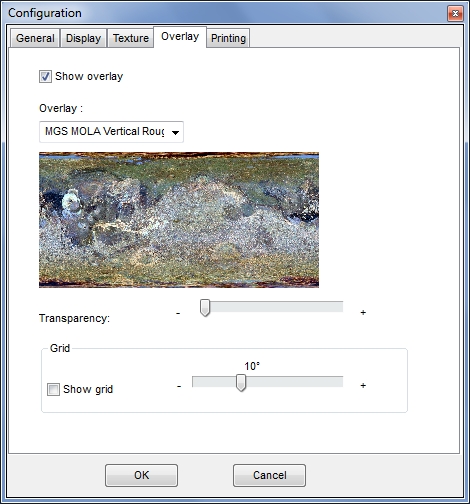 Configuration
General Display Texture Overlay Printing
Show overlay
Overlay :
MGS MOLA Vertical Roug
Transparency: - +
Grid
10°
Show grid - +
OK Cancel